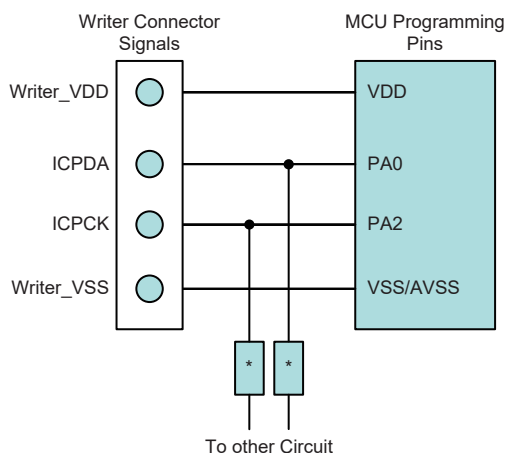 Writer Connector
Signals
MCU Programming
Pins
Writer_VDD
VDD
ICPDA
PA0
ICPCK
PA2
Writer_VSS
VSS/AVSS
*
*
To other Circuit